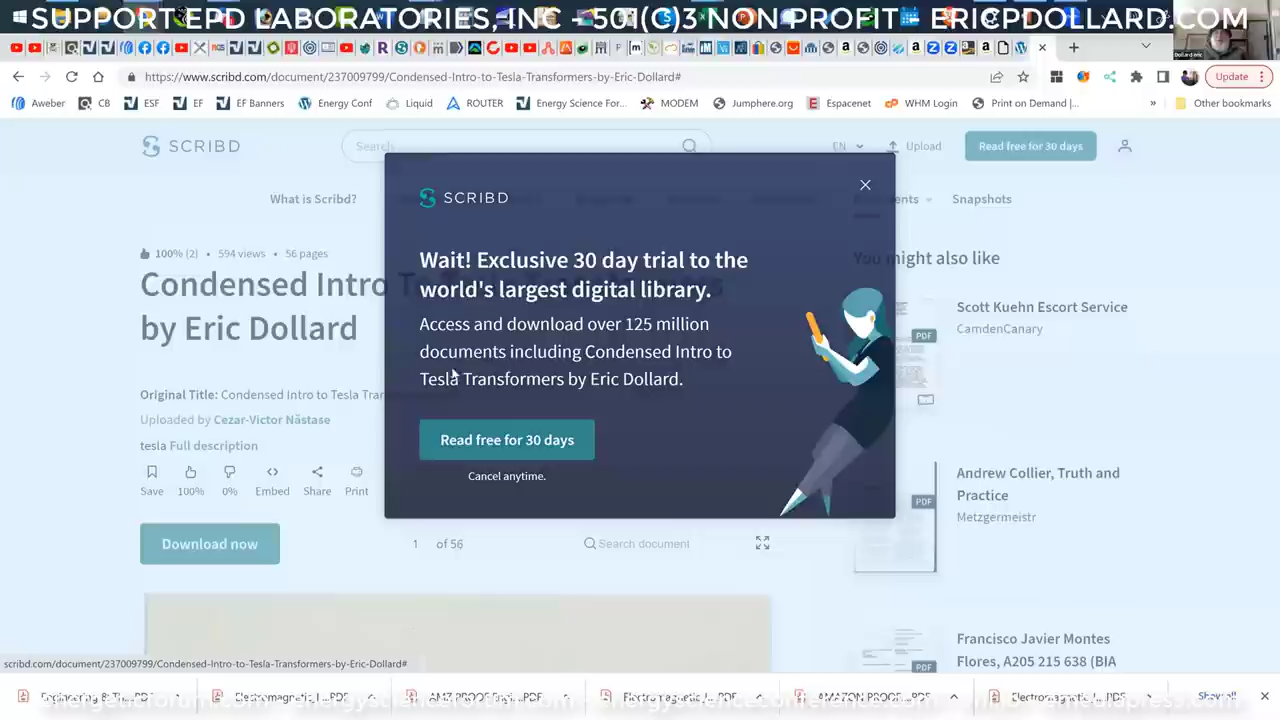 SUPPORT EPD LABORATORIES, INC - 501(C)3 NON PROFIT - ERICPDOLLARD.COM
https://www.scribd.com/document/237009799/Condensed-Intro-to-Tesla-Transformers-by-Eric-Dollard#
Update
Aweber CB ESF EF EF Banners Energy Conf Liquid ROUTER Energy Science For... MODEM Jumphere.org Espacenet WHM Login Print on Demand |... » Other bookmarks
SCRIBD Search EN Upload Read free for 30 days
What is Scribd? Snapshots
SCRIBD
Wait! Exclusive 30 day trial to the
world's largest digital library.
Access and download over 125 million
documents including Condensed Intro to
Tesla Transformers by Eric Dollard.
Read free for 30 days
Cancel anytime.
100% (2) • 594 views • 56 pages
Condensed Intro
by Eric Dollard
Original Title: Condensed Intro to Tesla Tra
Uploaded by Cezar-Victor Năstase
tesla Full description
Save 100% 0% Embed Share Print
Download now 1 of 56 Search document
You might also like
Scott Kuehn Escort Service
CamdenCanary
PDF
Andrew Collier, Truth and
Practice
PDF
Metzgermeistr
Francisco Javier Montes
Flores, A205 215 638 (BIA
PDF
scribd.com/document/237009799/Condensed-Intro-to-Tesla-Transformers-by-Eric-Dollard#
Electromagnetic I....PDF
Show all